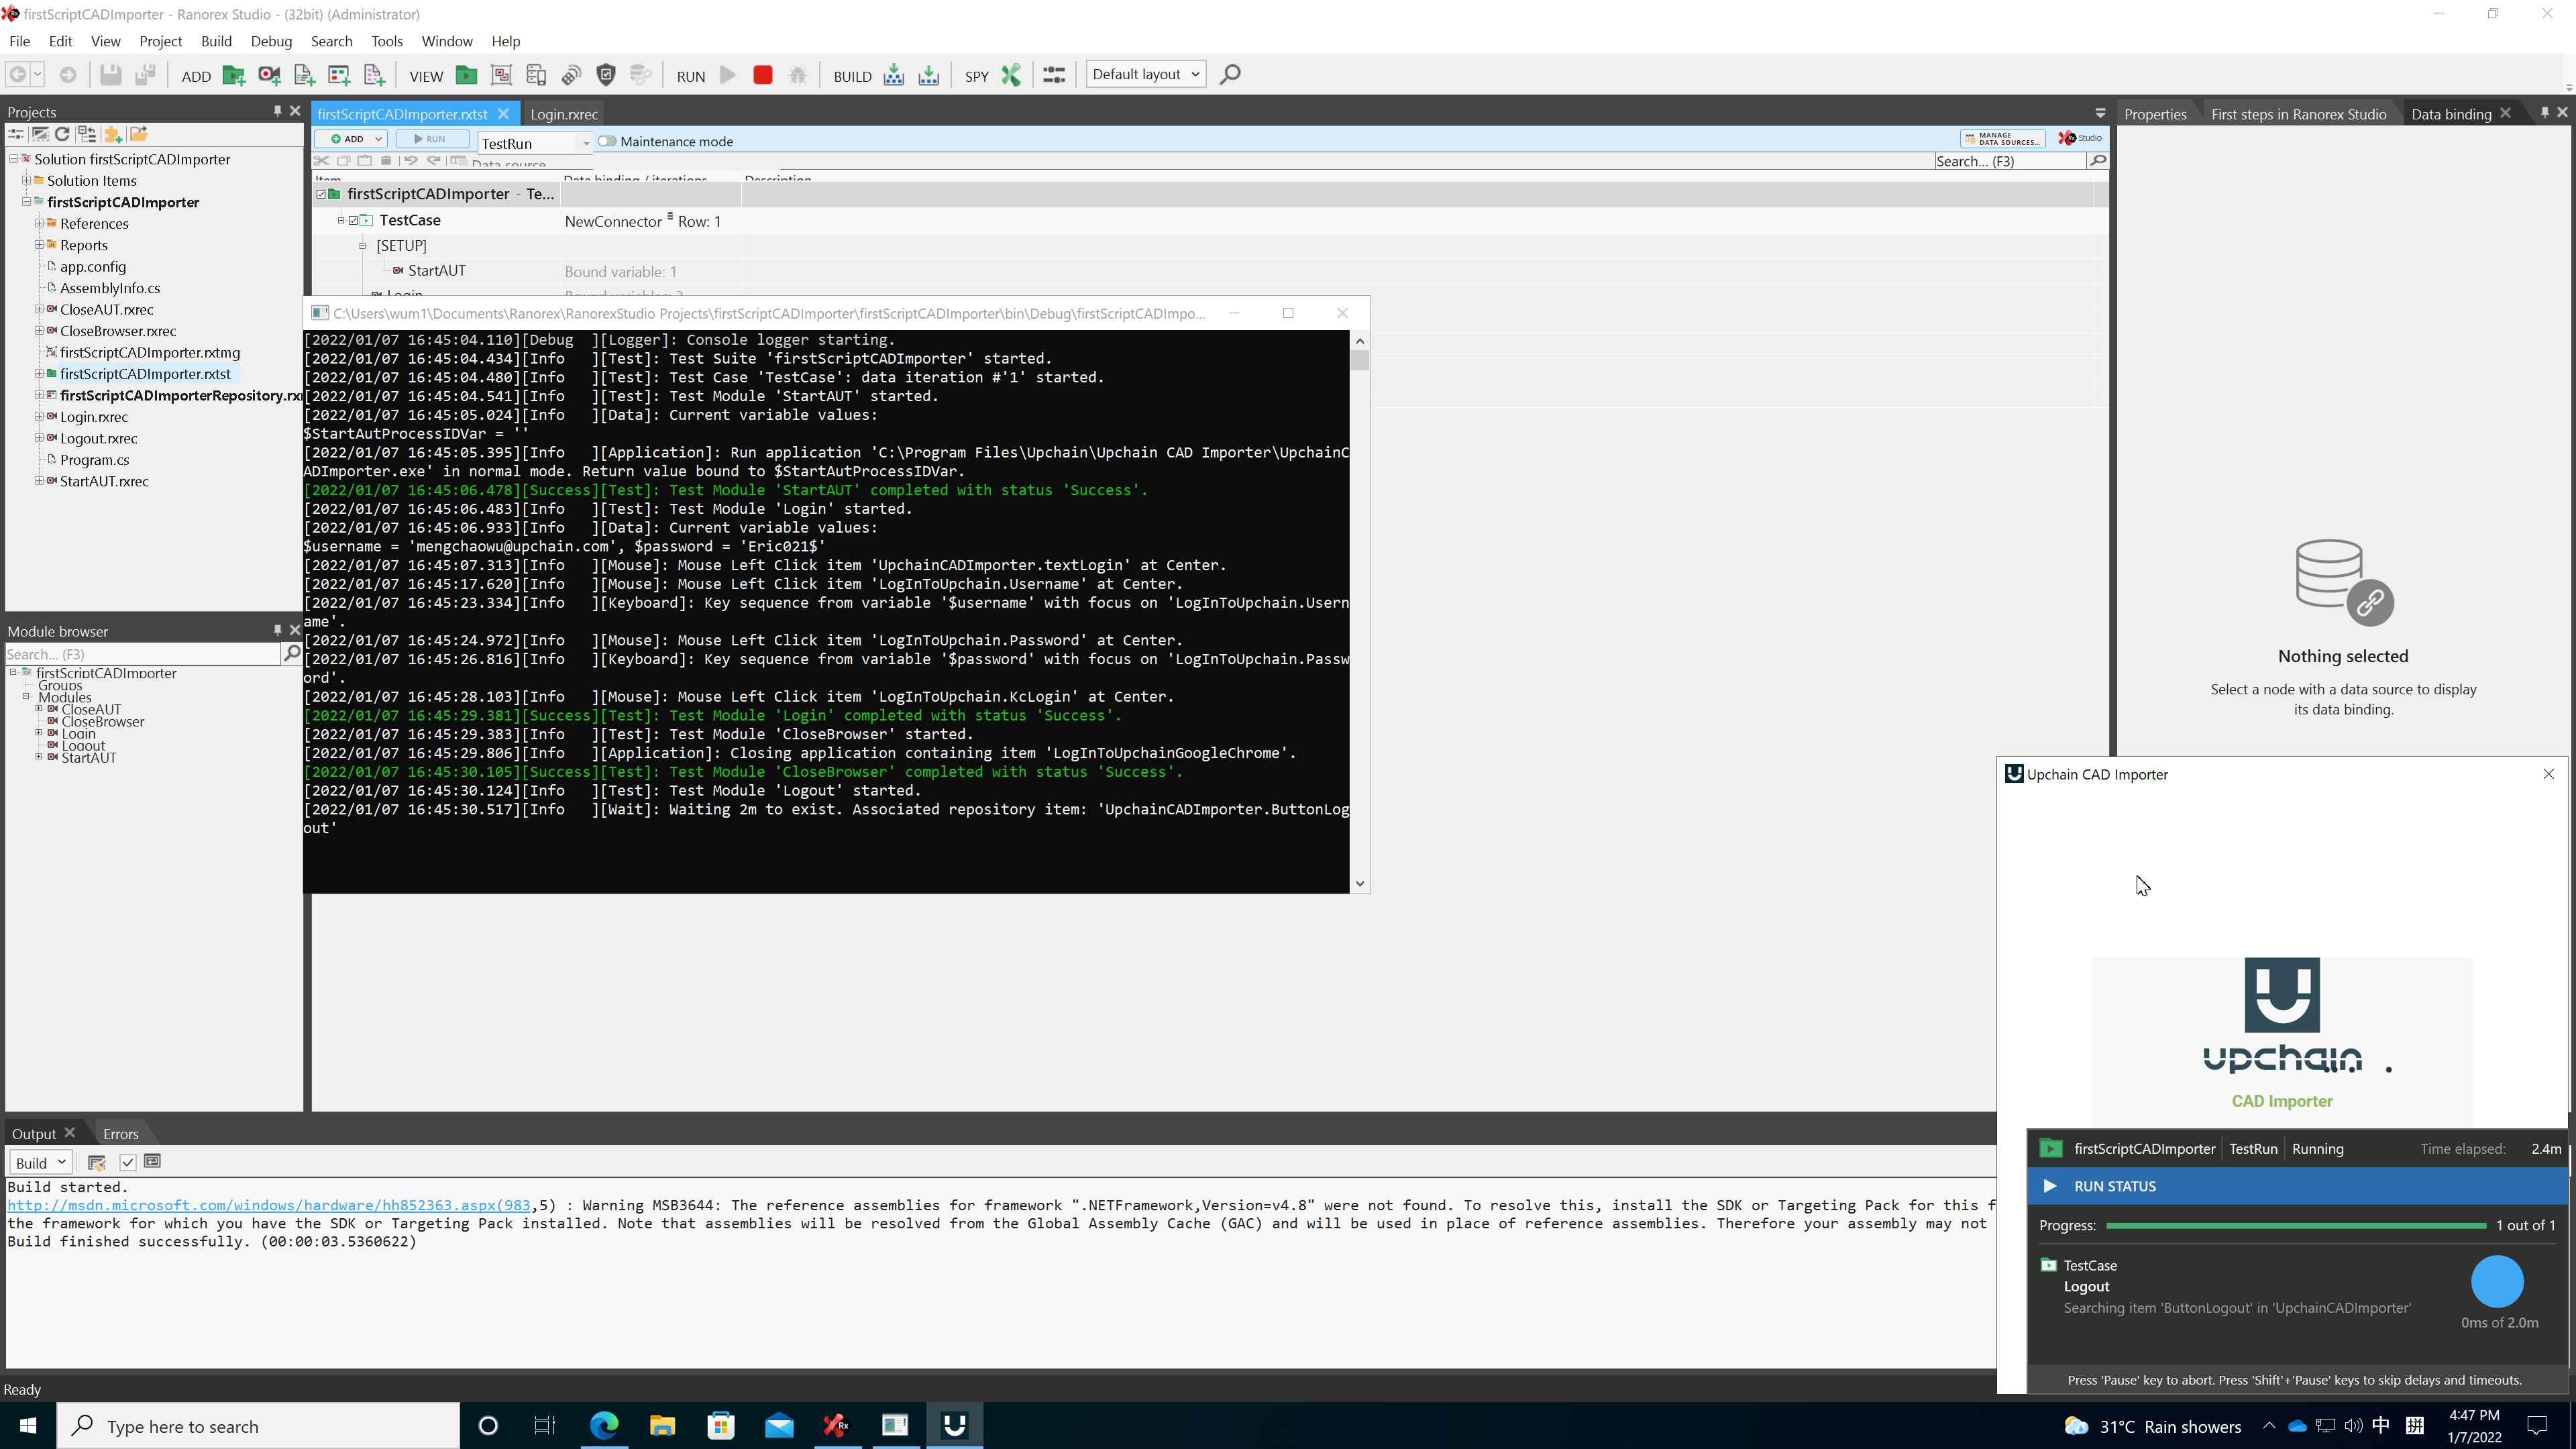 firstScriptCADImporter - Ranorex Studio - (32bit) (Administrator)
File Edit View Project Build Debug Search Tools Window Help
ADD VIEW RUN BUILD SPY Default layout
Projects
firstScriptCADImporter.rxtst Login.rxrec
Properties First steps in Ranorex Studio Data binding
ADD RUN TestRun Maintenance mode MANAGE DATA SOURCES... Studio
Data source
Search... (F3)
Item Data binding / iterations Description
Solution firstScriptCADImporter
Solution Items
firstScriptCADImporter
References
Reports
app.config
AssemblyInfo.cs
CloseAUT.rxrec
CloseBrowser.rxrec
firstScriptCADImporter.rxtmg
firstScriptCADImporter.rxtst
firstScriptCADImporterRepository.rx
Login.rxrec
Logout.rxrec
Program.cs
StartAUT.rxrec
firstScriptCADImporter - Te...
TestCase NewConnector Row: 1
[SETUP]
StartAUT Bound variable: 1
Login Bound variables: 2
C:\Users\wum1\Documents\Ranorex\RanorexStudio Projects\firstScriptCADImporter\firstScriptCADImporter\bin\Debug\firstScriptCADImpo...
[2022/01/07 16:45:04.110][Debug  ][Logger]: Console logger starting.
[2022/01/07 16:45:04.434][Info   ][Test]: Test Suite 'firstScriptCADImporter' started.
[2022/01/07 16:45:04.480][Info   ][Test]: Test Case 'TestCase': data iteration #'1' started.
[2022/01/07 16:45:04.541][Info   ][Test]: Test Module 'StartAUT' started.
[2022/01/07 16:45:05.024][Info   ][Data]: Current variable values:
$StartAutProcessIDVar = ''
[2022/01/07 16:45:05.395][Info   ][Application]: Run application 'C:\Program Files\Upchain\Upchain CAD Importer\UpchainC
ADImporter.exe' in normal mode. Return value bound to $StartAutProcessIDVar.
[2022/01/07 16:45:06.478][Success][Test]: Test Module 'StartAUT' completed with status 'Success'.
[2022/01/07 16:45:06.483][Info   ][Test]: Test Module 'Login' started.
[2022/01/07 16:45:06.933][Info   ][Data]: Current variable values:
$username = 'mengchaowu@upchain.com', $password = 'Eric021$'
[2022/01/07 16:45:07.313][Info   ][Mouse]: Mouse Left Click item 'UpchainCADImporter.textLogin' at Center.
[2022/01/07 16:45:17.620][Info   ][Mouse]: Mouse Left Click item 'LogInToUpchain.Username' at Center.
[2022/01/07 16:45:23.334][Info   ][Keyboard]: Key sequence from variable '$username' with focus on 'LogInToUpchain.Usern
ame'.
[2022/01/07 16:45:24.972][Info   ][Mouse]: Mouse Left Click item 'LogInToUpchain.Password' at Center.
[2022/01/07 16:45:26.816][Info   ][Keyboard]: Key sequence from variable '$password' with focus on 'LogInToUpchain.Passw
ord'.
[2022/01/07 16:45:28.103][Info   ][Mouse]: Mouse Left Click item 'LogInToUpchain.KcLogin' at Center.
[2022/01/07 16:45:29.381][Success][Test]: Test Module 'Login' completed with status 'Success'.
[2022/01/07 16:45:29.383][Info   ][Test]: Test Module 'CloseBrowser' started.
[2022/01/07 16:45:29.806][Info   ][Application]: Closing application containing item 'LogInToUpchainGoogleChrome'.
[2022/01/07 16:45:30.105][Success][Test]: Test Module 'CloseBrowser' completed with status 'Success'.
[2022/01/07 16:45:30.124][Info   ][Test]: Test Module 'Logout' started.
[2022/01/07 16:45:30.517][Info   ][Wait]: Waiting 2m to exist. Associated repository item: 'UpchainCADImporter.ButtonLog
out'
Module browser
Search... (F3)
firstScriptCADImporter
Groups
Modules
CloseAUT
CloseBrowser
Login
Logout
StartAUT
Nothing selected
Select a node with a data source to display
its data binding.
Upchain CAD Importer
upchain
CAD Importer
firstScriptCADImporter TestRun Running Time elapsed: 2.4m
RUN STATUS
Progress: 1 out of 1
TestCase
Logout
Searching item 'ButtonLogout' in 'UpchainCADImporter'
0ms of 2.0m
Press 'Pause' key to abort. Press 'Shift'+'Pause' keys to skip delays and timeouts.
Output Errors
Build
Build started.
http://msdn.microsoft.com/windows/hardware/hh852363.aspx(983,5) : Warning MSB3644: The reference assemblies for framework ".NETFramework,Version=v4.8" were not found. To resolve this, install the SDK or Targeting Pack for this f
the framework for which you have the SDK or Targeting Pack installed. Note that assemblies will be resolved from the Global Assembly Cache (GAC) and will be used in place of reference assemblies. Therefore your assembly may not
Build finished successfully. (00:00:03.5360622)
Ready
Type here to search
Rx
31°C Rain showers
中
拼
4:47 PM
1/7/2022